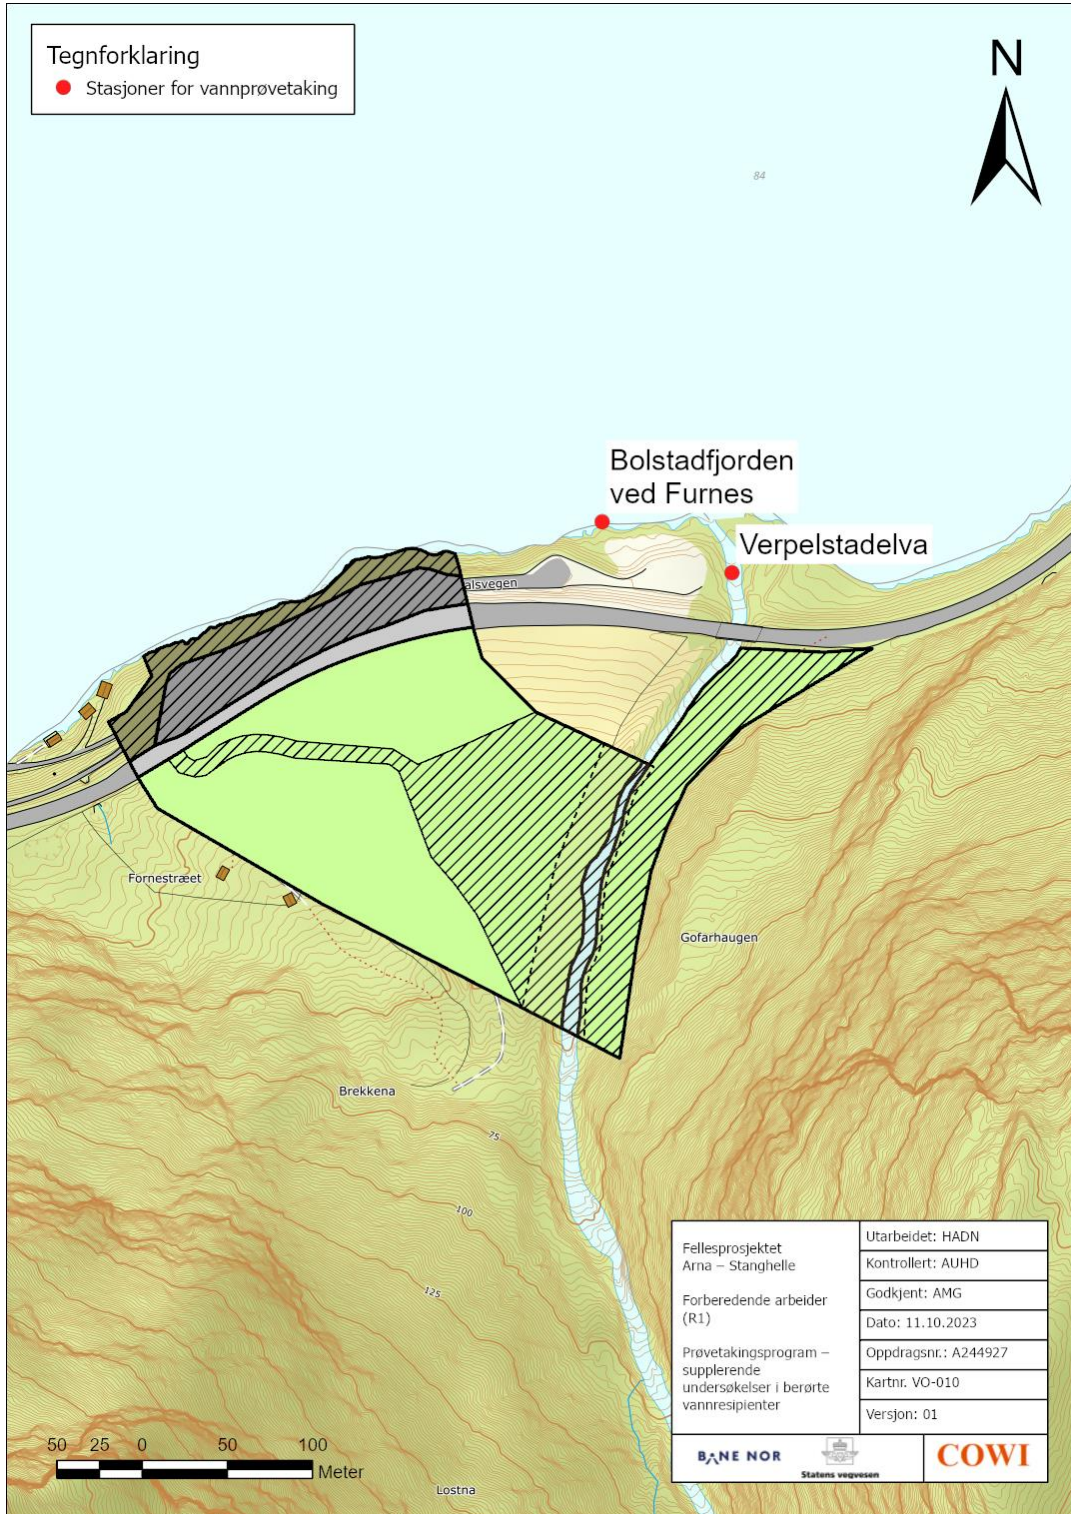 Tegnforklaring
Stasjoner for vannprøvetaking
N
84
Bolstadfjorden
ved Furnes
Verpelstadelva
alsvegen
Fornestræet
Gofarhaugen
Brekkena
75
100
125
Lostna
50 25 0 50 100
Meter
Fellesprosjektet
Arna – Stanghelle
Forberedende arbeider
(R1)
Prøvetakingsprogram –
supplerende
undersøkelser i berørte
vannresipienter
Utarbeidet: HADN
Kontrollert: AUHD
Godkjent: AMG
Dato: 11.10.2023
Oppdragsnr.: A244927
Kartnr. VO-010
Versjon: 01
BANE NOR
Statens vegvesen
COWI